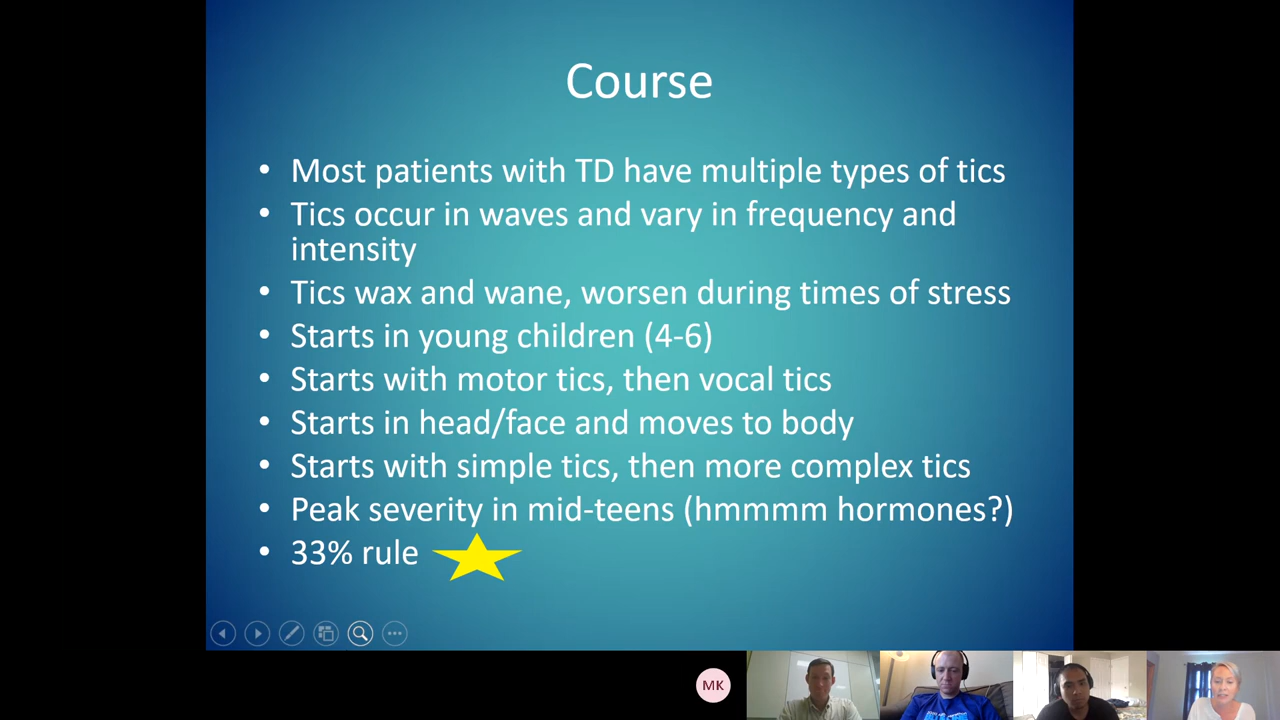 Course
• Most patients with TD have multiple types of tics
• Tics occur in waves and vary in frequency and
intensity
• Tics wax and wane, worsen during times of stress
• Starts in young children (4-6)
• Starts with motor tics, then vocal tics
• Starts in head/face and moves to body
• Starts with simple tics, then more complex tics
• Peak severity in mid-teens (hmmmm hormones?)
• 33% rule
MK